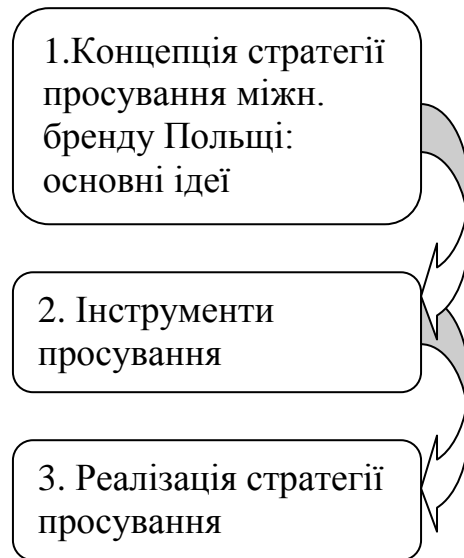 1.Концепція стратегії
просування міжн.
бренду Польщі:
основні ідеї
2. Інструменти
просування
3. Реалізація стратегії
просування